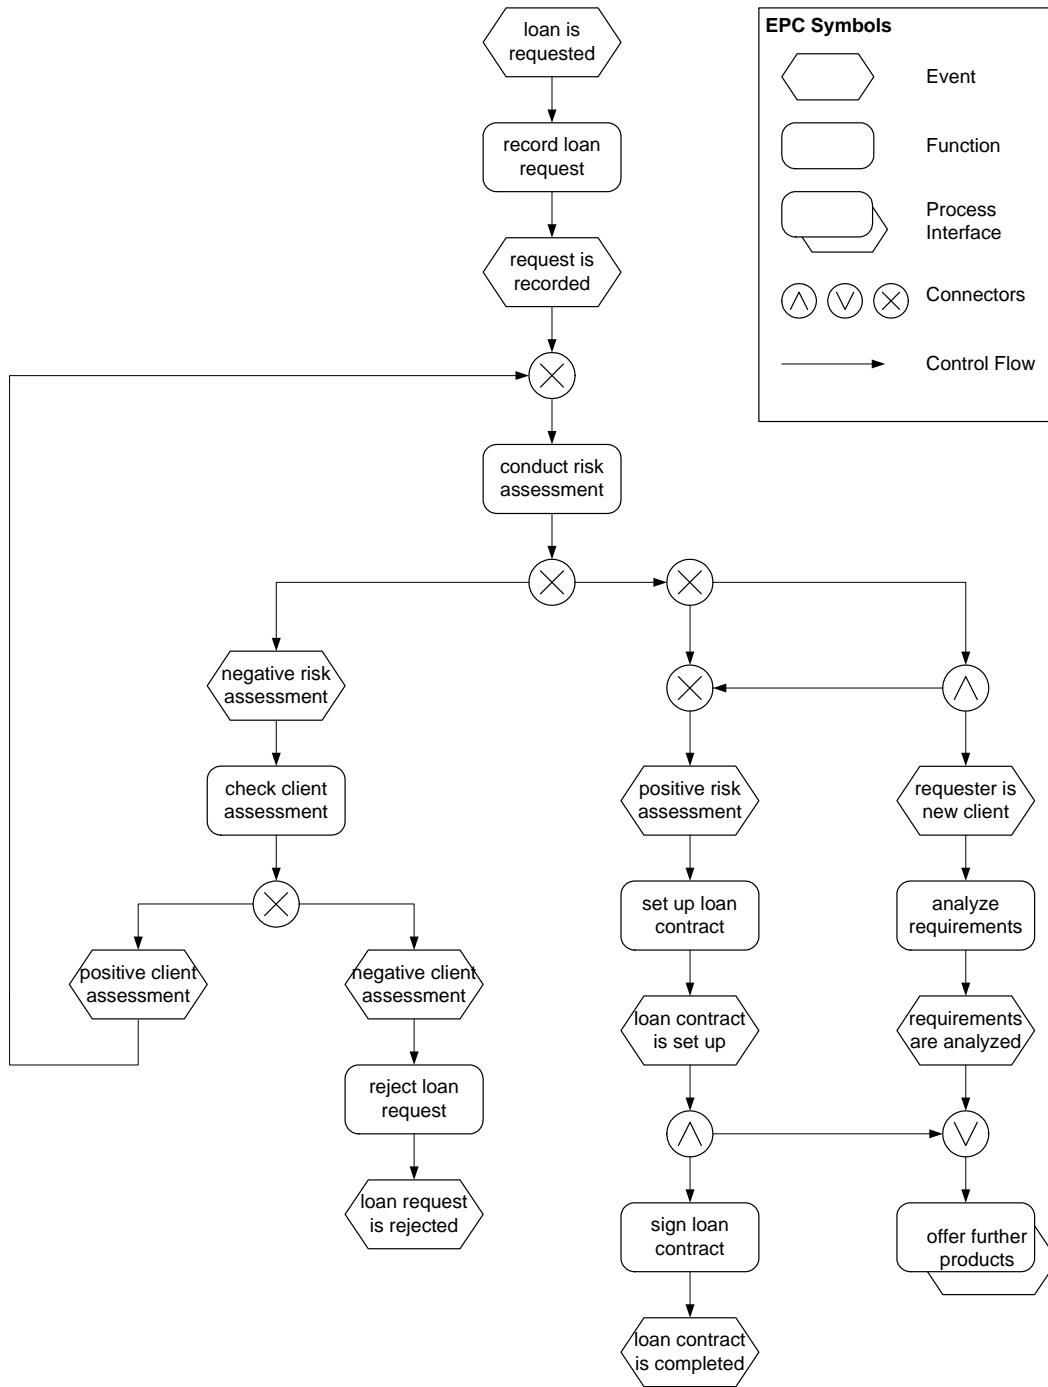 loan is
requested
record loan
request
request is
recorded
conduct risk
assessment
negative risk
assessment
check client
assessment
positive client
assessment
negative client
assessment
reject loan
request
loan request
is rejected
positive risk
assessment
set up loan
contract
loan contract
is set up
sign loan
contract
loan contract
is completed
requester is
new client
analyze
requirements
requirements
are analyzed
offer further
products
EPC Symbols
Event
Function
Process
Interface
Connectors
Control Flow